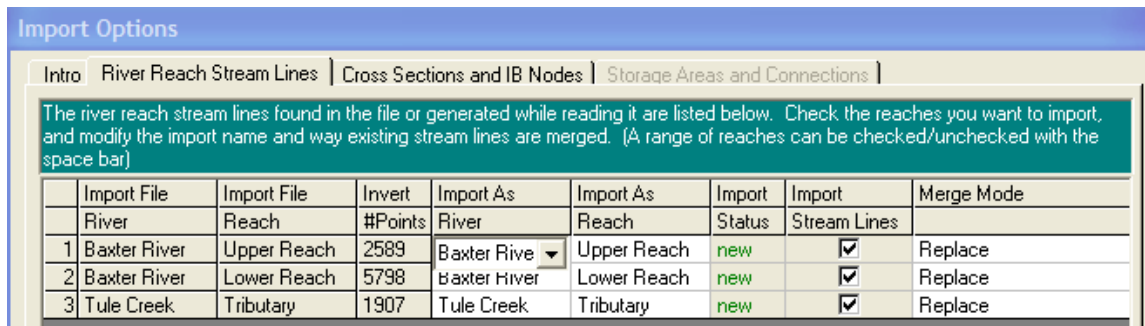 Import Options
Intro River Reach Stream Lines Cross Sections and IB Nodes Storage Areas and Connections
The river reach stream lines found in the file or generated while reading it are listed below. Check the reaches you want to import,
and modify the import name and way existing stream lines are merged. (A range of reaches can be checked/unchecked with the
space bar)
Import File Import File Invert Import As Import As Import Import Merge Mode
River Reach #Points River Reach Status Stream Lines
1 Baxter River Upper Reach 2589 Baxter Rive Upper Reach new Replace
2 Baxter River Lower Reach 5798 Baxter River Lower Reach new Replace
3 Tule Creek Tributary 1907 Tule Creek Tributary new Replace